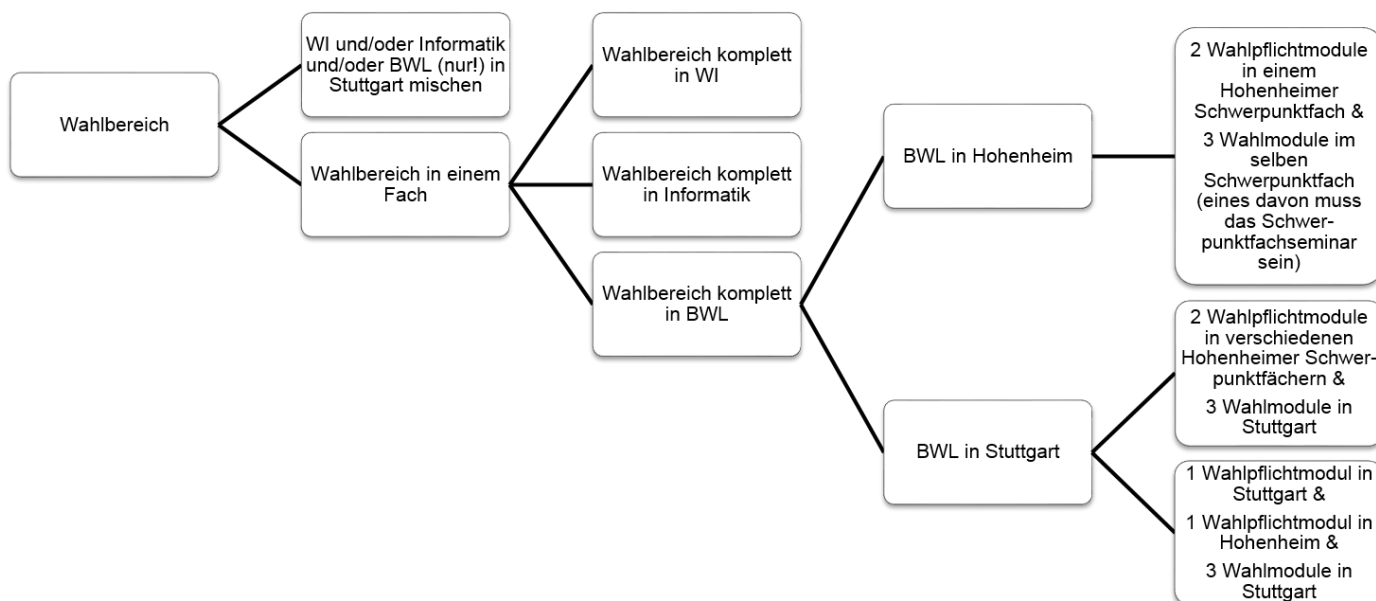 Wahlbereich
WI und/oder Informatik
und/oder BWL (nur!) in
Stuttgart mischen
Wahlbereich in einem
Fach
Wahlbereich komplett
in WI
Wahlbereich komplett
in Informatik
Wahlbereich komplett
in BWL
BWL in Hohenheim
BWL in Stuttgart
2 Wahlpflichtmodule
in einem
Hohenheimer
Schwerpunktfach &
3 Wahlmodule im
selben
Schwerpunktfach
(eines davon muss
das Schwer-
punktfachseminar
sein)
2 Wahlpflichtmodule
in verschiedenen
Hohenheimer Schwer-
punktfächern &
3 Wahlmodule in
Stuttgart
1 Wahlpflichtmodul in
Stuttgart &
1 Wahlpflichtmodul in
Hohenheim &
3 Wahlmodule in
Stuttgart